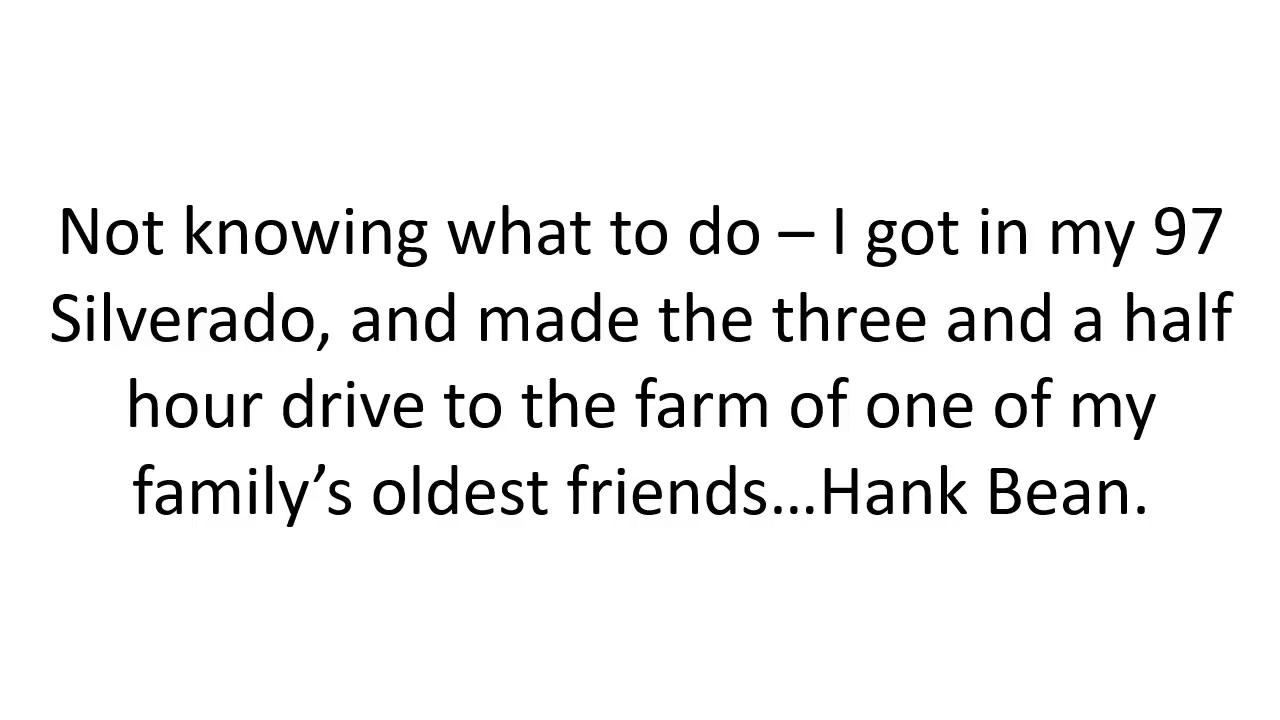 Not knowing what to do – I got in my 97
Silverado, and made the three and a half
hour drive to the farm of one of my
family’s oldest friends…Hank Bean.